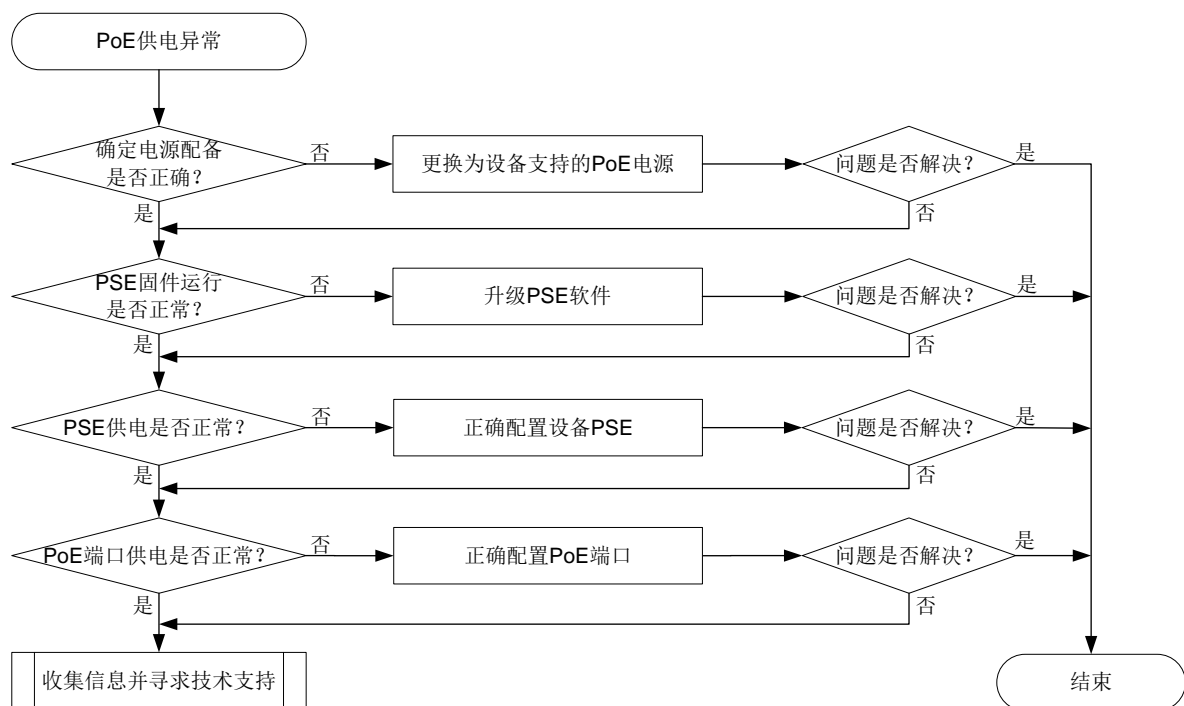 PoE供电异常
确定电源配备
是否正确？
否
更换为设备支持的PoE电源
问题是否解决？
是
是
否
PSE固件运行
是否正常？
否
升级PSE软件
问题是否解决？
是
是
否
PSE供电是否正常？
否
正确配置设备PSE
问题是否解决？
是
是
否
PoE端口供电是否正常？
否
正确配置PoE端口
问题是否解决？
是
是
否
收集信息并寻求技术支持
结束